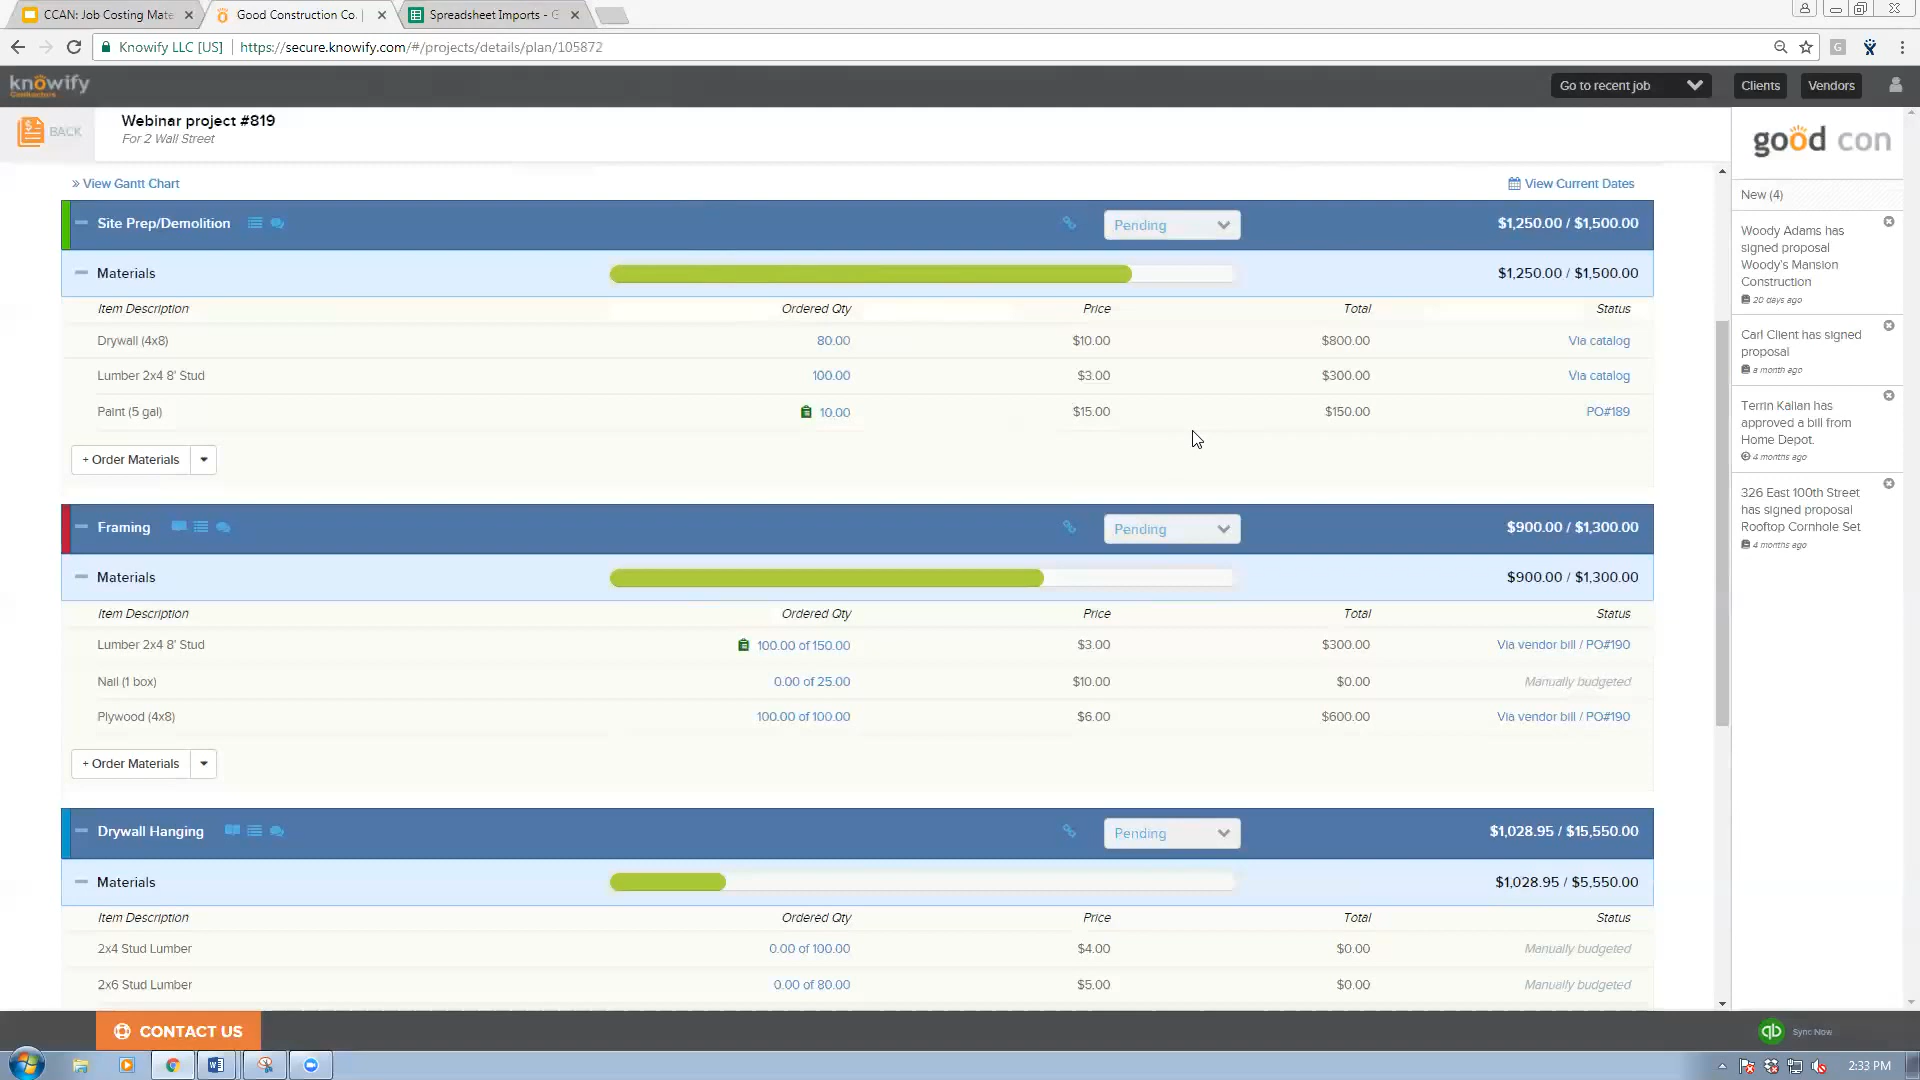 CCAN: Job Costing Mate
Good Construction Co. |
Spreadsheet Imports - G
Knowify LLC [US]
https://secure.knowify.com/#/projects/details/plan/105872
knowify
Contractors
Go to recent job
Clients
Vendors
BACK
Webinar project #819
For 2 Wall Street
good con
» View Gantt Chart
View Current Dates
New (4)
Site Prep/Demolition
Pending
$1,250.00 / $1,500.00
Materials
$1,250.00 / $1,500.00
Item Description Ordered Qty Price Total Status
Drywall (4x8) 80.00 $10.00 $800.00 Via catalog
Lumber 2x4 8' Stud 100.00 $3.00 $300.00 Via catalog
Paint (5 gal) 10.00 $15.00 $150.00 PO#189
+ Order Materials
Framing
Pending
$900.00 / $1,300.00
Materials
$900.00 / $1,300.00
Item Description Ordered Qty Price Total Status
Lumber 2x4 8' Stud 100.00 of 150.00 $3.00 $300.00 Via vendor bill / PO#190
Nail (1 box) 0.00 of 25.00 $10.00 $0.00 Manually budgeted
Plywood (4x8) 100.00 of 100.00 $6.00 $600.00 Via vendor bill / PO#190
+ Order Materials
Drywall Hanging
Pending
$1,028.95 / $15,550.00
Materials
$1,028.95 / $5,550.00
Item Description Ordered Qty Price Total Status
2x4 Stud Lumber 0.00 of 100.00 $4.00 $0.00 Manually budgeted
2x6 Stud Lumber 0.00 of 80.00 $5.00 $0.00 Manually budgeted
Woody Adams has
signed proposal
Woody's Mansion
Construction
20 days ago
Carl Client has signed
proposal
a month ago
Terrin Kalian has
approved a bill from
Home Depot.
4 months ago
326 East 100th Street
has signed proposal
Rooftop Cornhole Set
4 months ago
CONTACT US
qb
Sync Now
2:33 PM